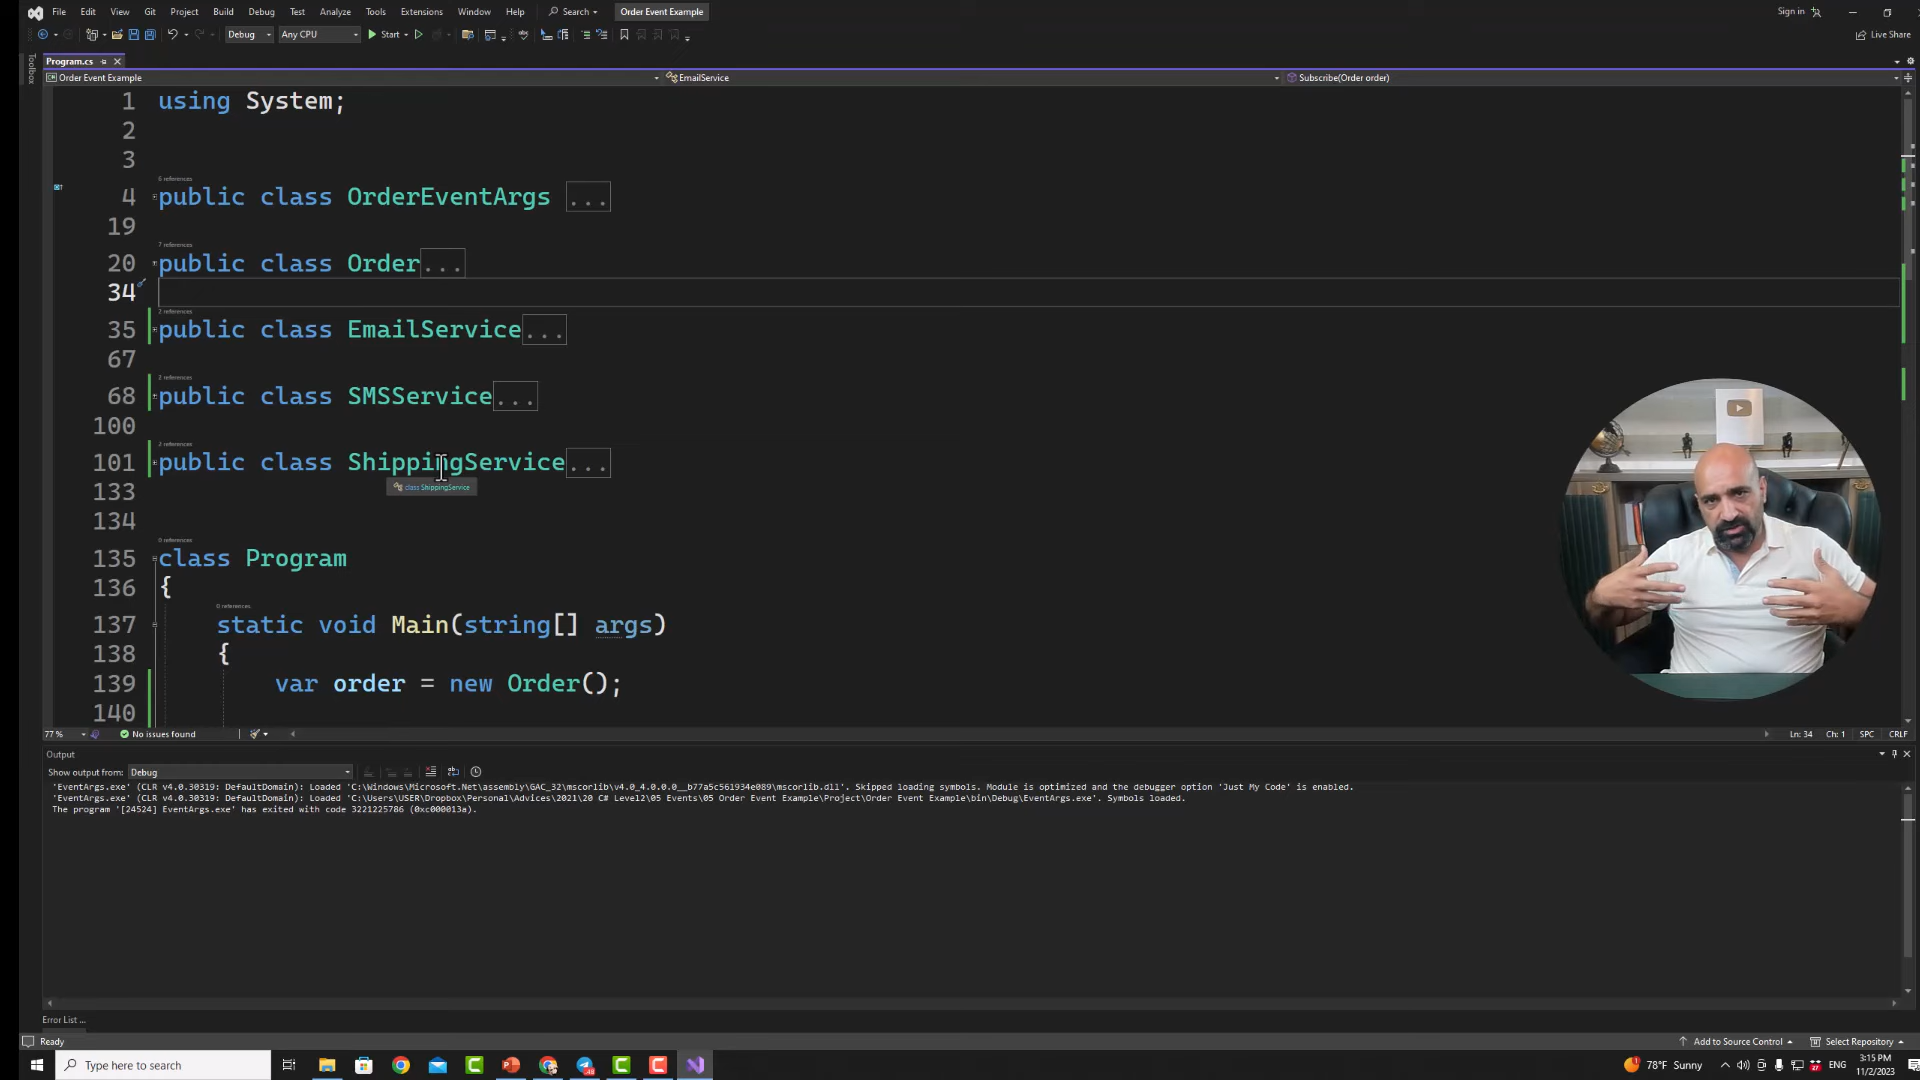 File Edit View Git Project Build Debug Test Analyze Tools Extensions Window Help Search Order Event Example Sign in
Debug Any CPU Start Live Share
Toolbox
Program.cs
Order Event Example EmailService Subscribe(Order order)
1 using System;
2
3
6 references
4 public class OrderEventArgs ...
19
7 references
20 public class Order...
34
2 references
35 public class EmailService...
67
2 references
68 public class SMSService...
100
2 references
101 public class ShippingService...
class ShippingService
133
134
0 references
135 class Program
136 {
0 references
137 static void Main(string[] args)
138 {
139 var order = new Order();
140
77 % No issues found Ln: 34 Ch: 1 SPC CRLF
Output
Show output from: Debug
'EventArgs.exe' (CLR v4.0.30319: DefaultDomain): Loaded 'C:\Windows\Microsoft.Net\assembly\GAC_32\mscorlib\v4.0_4.0.0.0__b77a5c561934e089\mscorlib.dll'. Skipped loading symbols. Module is optimized and the debugger option 'Just My Code' is enabled.
'EventArgs.exe' (CLR v4.0.30319: DefaultDomain): Loaded 'C:\Users\USER\Dropbox\Personal\Advices\2021\20 C# Level2\05 Events\05 Order Event Example\Project\Order Event Example\bin\Debug\EventArgs.exe'. Symbols loaded.
The program '[24524] EventArgs.exe' has exited with code 3221225786 (0xc000013a).
Error List ...
Ready Add to Source Control Select Repository
Type here to search 78°F Sunny ENG 3:15 PM
11/2/2023